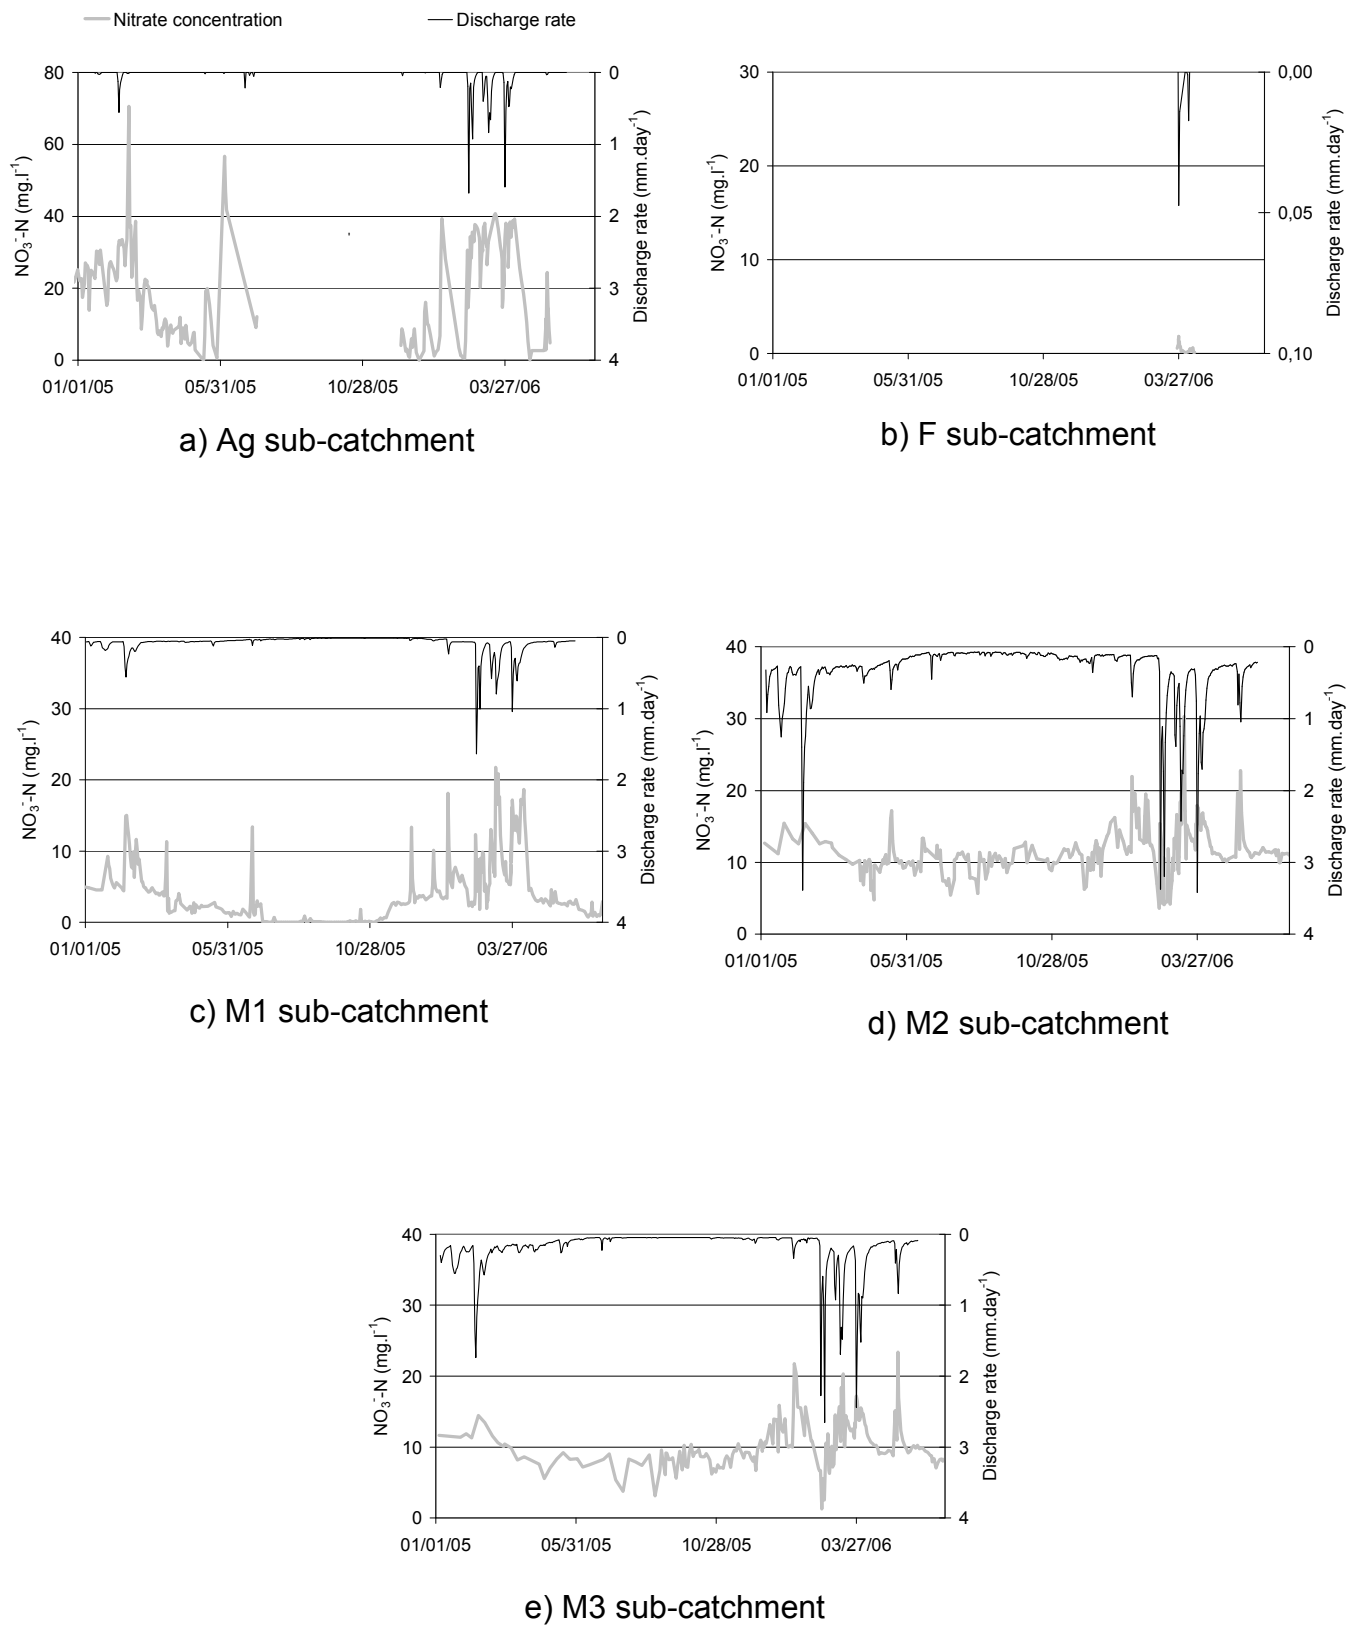 Nitrate concentration Discharge rate
80 60 40 20 0
NO3⁻-N (mg.l⁻¹)
0 1 2 3 4
Discharge rate (mm.day⁻¹)
01/01/05 05/31/05 10/28/05 03/27/06
a) Ag sub-catchment
30 20 10 0
NO3⁻-N (mg.l⁻¹)
0,00 0,05 0,10
Discharge rate (mm.day⁻¹)
01/01/05 05/31/05 10/28/05 03/27/06
b) F sub-catchment
40 30 20 10 0
NO3⁻-N (mg.l⁻¹)
0 1 2 3 4
Discharge rate (mm.day⁻¹)
01/01/05 05/31/05 10/28/05 03/27/06
c) M1 sub-catchment
40 30 20 10 0
NO3⁻-N (mg.l⁻¹)
0 1 2 3 4
Discharge rate (mm.day⁻¹)
01/01/05 05/31/05 10/28/05 03/27/06
d) M2 sub-catchment
40 30 20 10 0
NO3⁻-N (mg.l⁻¹)
0 1 2 3 4
Discharge rate (mm.day⁻¹)
01/01/05 05/31/05 10/28/05 03/27/06
e) M3 sub-catchment